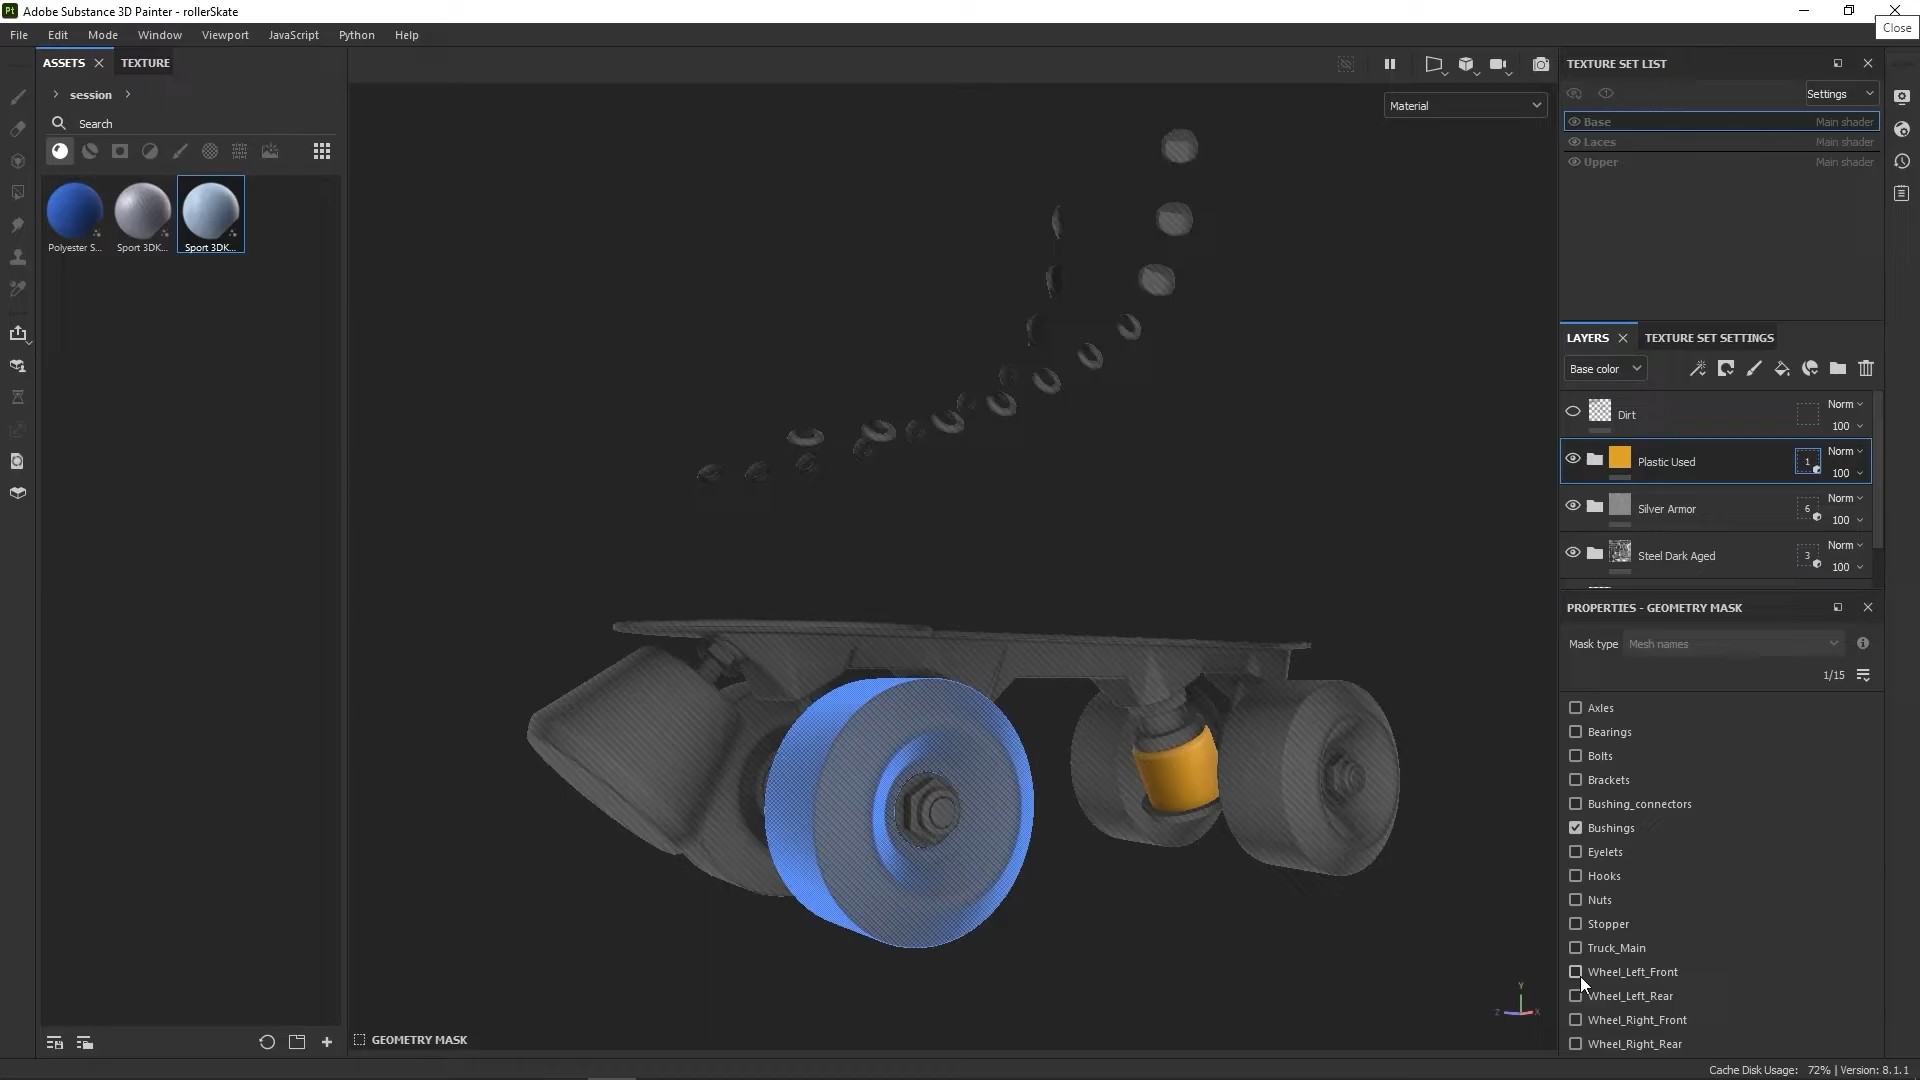 Pt Adobe Substance 3D Painter - rollerSkate
Close
File Edit Mode Window Viewport JavaScript Python Help
ASSETS TEXTURE
session
Search
Polyester S... Sport 3DK... Sport 3DK...
Material
GEOMETRY MASK
Y
Z X
TEXTURE SET LIST
Settings
Base Main shader
Laces Main shader
Upper Main shader
LAYERS TEXTURE SET SETTINGS
Base color
Dirt Norm
100
Plastic Used 1 Norm
100
Silver Armor 6 Norm
100
Steel Dark Aged 3 Norm
100
PROPERTIES - GEOMETRY MASK
Mask type Mesh names
1/15
Axles
Bearings
Bolts
Brackets
Bushing_connectors
Bushings
Eyelets
Hooks
Nuts
Stopper
Truck_Main
Wheel_Left_Front
Wheel_Left_Rear
Wheel_Right_Front
Wheel_Right_Rear
Cache Disk Usage: 72% | Version: 8.1.1